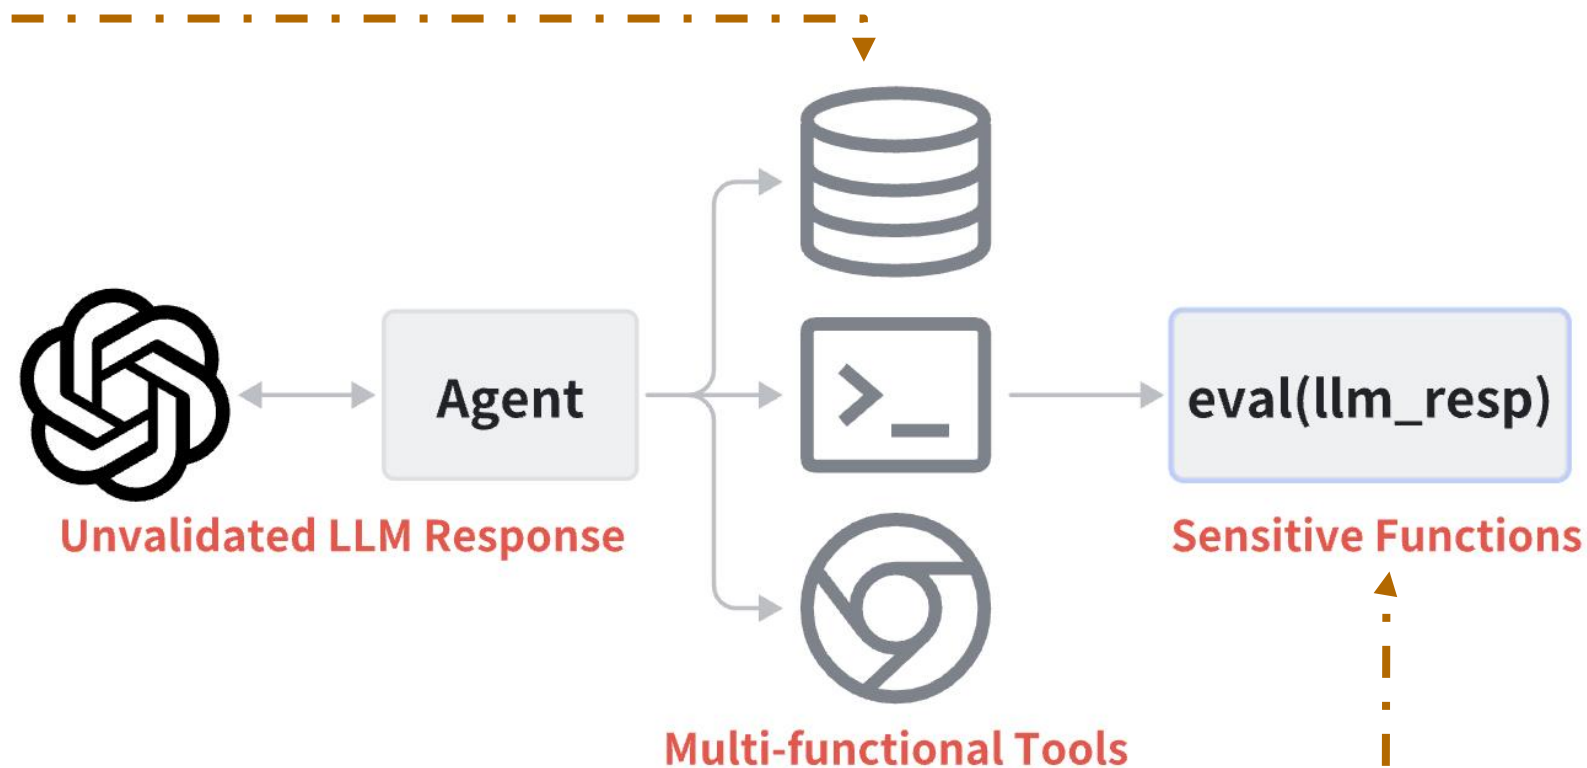 Agent
>_
eval(llm_resp)
Unvalidated LLM Response
Sensitive Functions
Multi-functional Tools